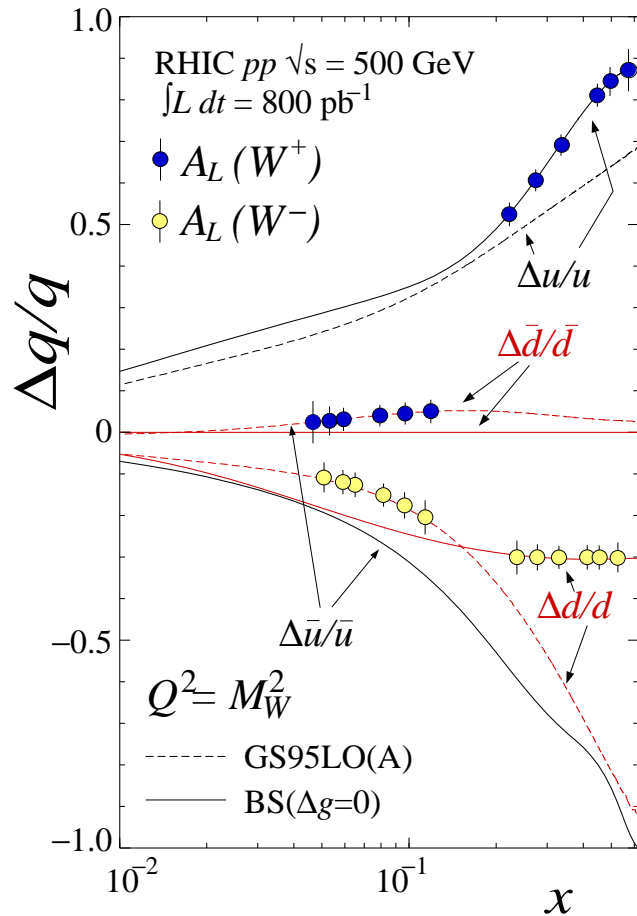 1.0
RHIC pp √s = 500 GeV
∫L dt = 800 pb⁻¹
A_L (W⁺)
A_L (W⁻)
0.5
Δu/u
Δq/q
Δd̄/d̄
0
Δd/d
Δū/ū
−0.5
Q² = M_W²
GS95LO(A)
BS(Δg=0)
−1.0
10⁻²
10⁻¹
x